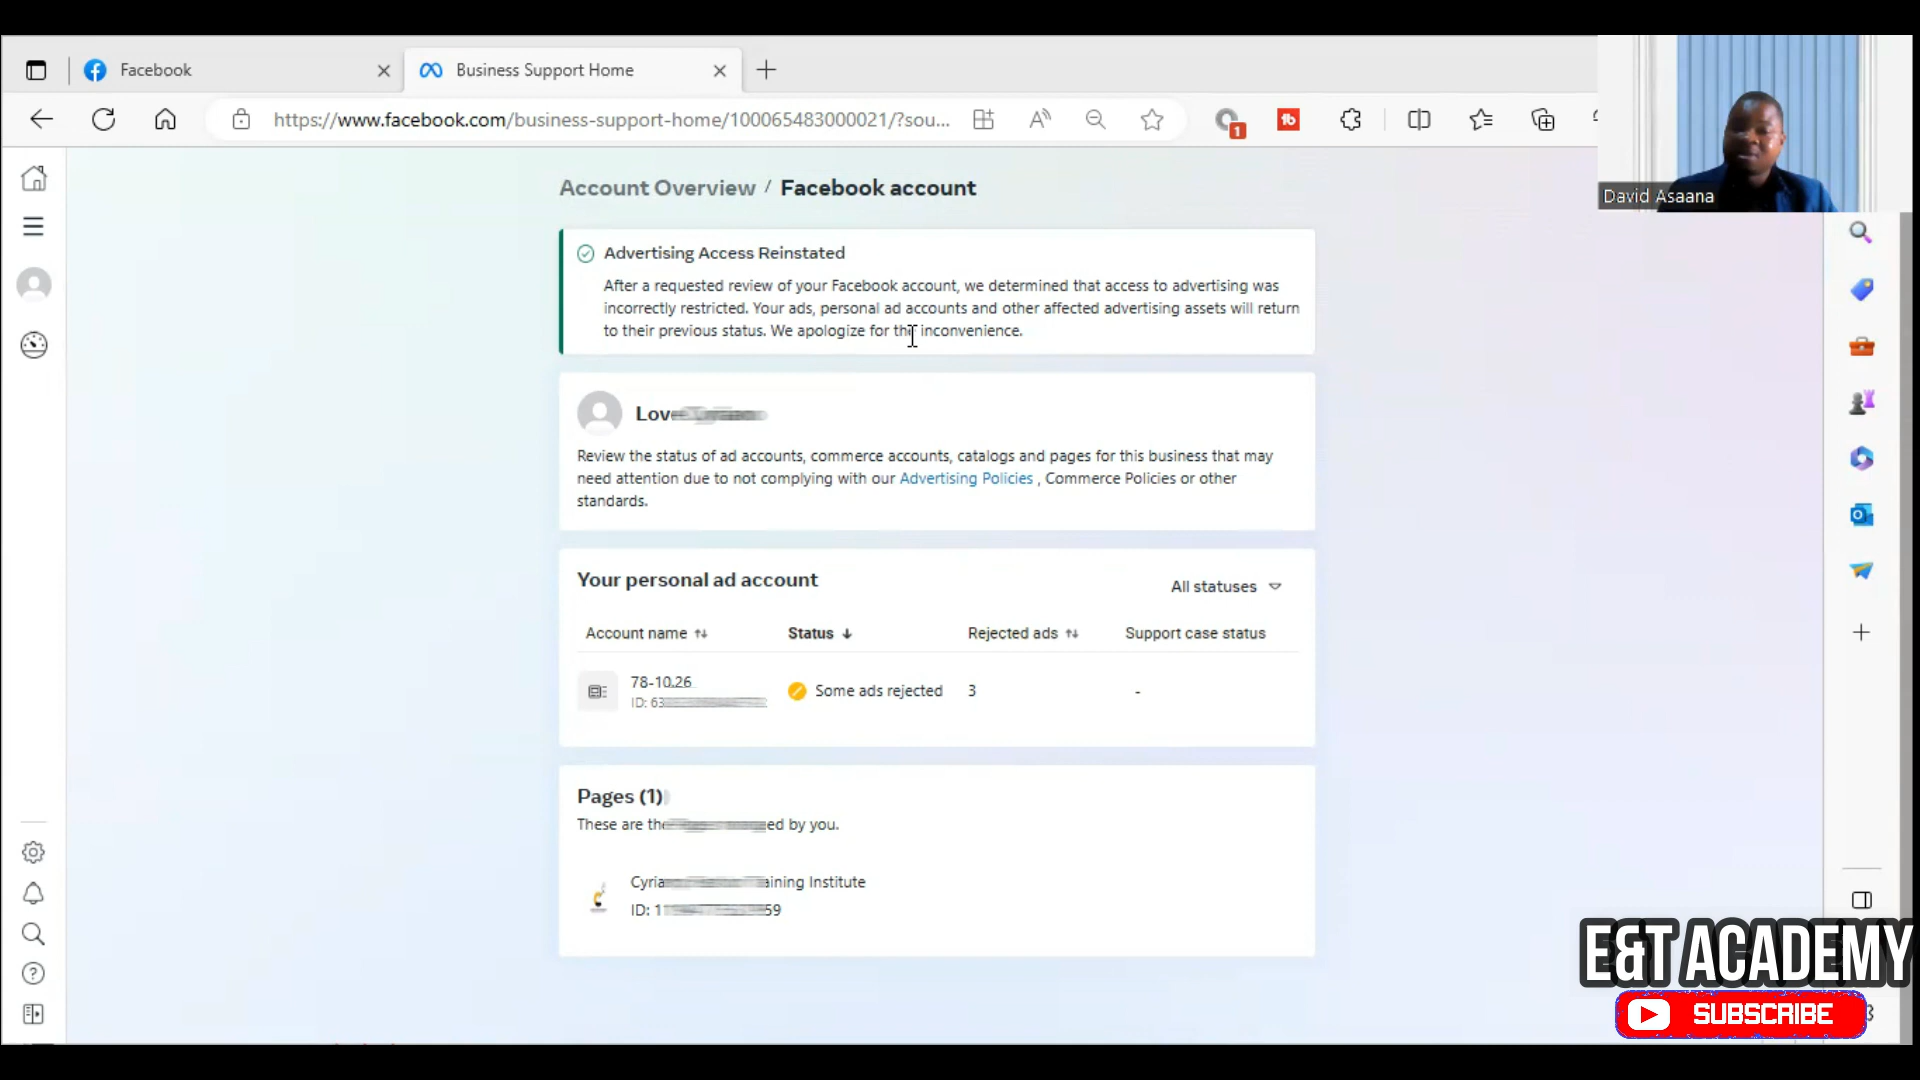 Facebook
Business Support Home
https://www.facebook.com/business-support-home/100065483000021/?sou...
1
David Asaana
Account Overview / Facebook account
Advertising Access Reinstated
After a requested review of your Facebook account, we determined that access to advertising was
incorrectly restricted. Your ads, personal ad accounts and other affected advertising assets will return
to their previous status. We apologize for the inconvenience.
Review the status of ad accounts, commerce accounts, catalogs and pages for this business that may
need attention due to not complying with our Advertising Policies , Commerce Policies or other
standards.
Your personal ad account
All statuses
Account name
Status
Rejected ads
Support case status
78-10.26
ID: 63
Some ads rejected
3
-
Pages (1)
These are by you.
Institute
ID:
E&T ACADEMY
SUBSCRIBE